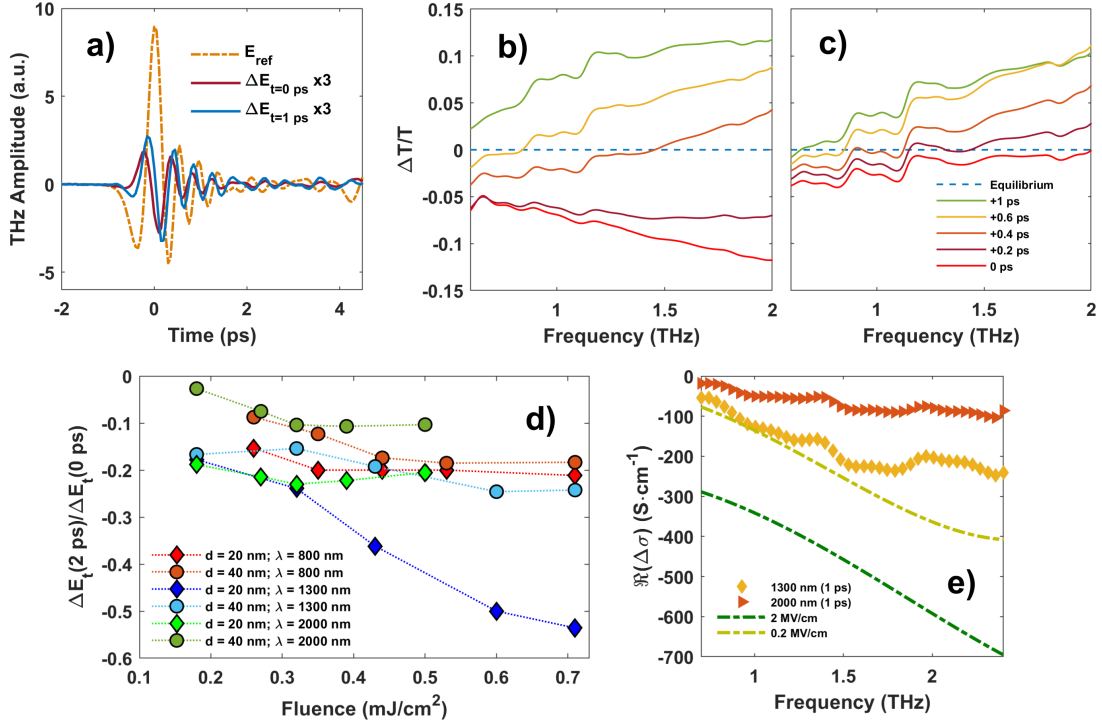 10
5
0
-5
THz Amplitude (a.u.)
a)
E_ref
ΔE_t=0 ps x3
ΔE_t=1 ps x3
-2 0 2 4
Time (ps)
0.15
0.1
0.05
0
-0.05
-0.1
-0.15
ΔT/T
b)
1 1.5 2
Frequency (THz)
c)
Equilibrium
+1 ps
+0.6 ps
+0.4 ps
+0.2 ps
0 ps
1 1.5 2
Frequency (THz)
0
-0.1
-0.2
-0.3
-0.4
-0.5
-0.6
ΔE_t(2 ps)/ΔE_t(0 ps)
d)
d = 20 nm; λ = 800 nm
d = 40 nm; λ = 800 nm
d = 20 nm; λ = 1300 nm
d = 40 nm; λ = 1300 nm
d = 20 nm; λ = 2000 nm
d = 40 nm; λ = 2000 nm
0.1 0.2 0.3 0.4 0.5 0.6 0.7
Fluence (mJ/cm²)
0
-100
-200
-300
-400
-500
-600
-700
ℜ(Δσ) (S·cm⁻¹)
e)
1300 nm (1 ps)
2000 nm (1 ps)
2 MV/cm
0.2 MV/cm
1 1.5 2
Frequency (THz)